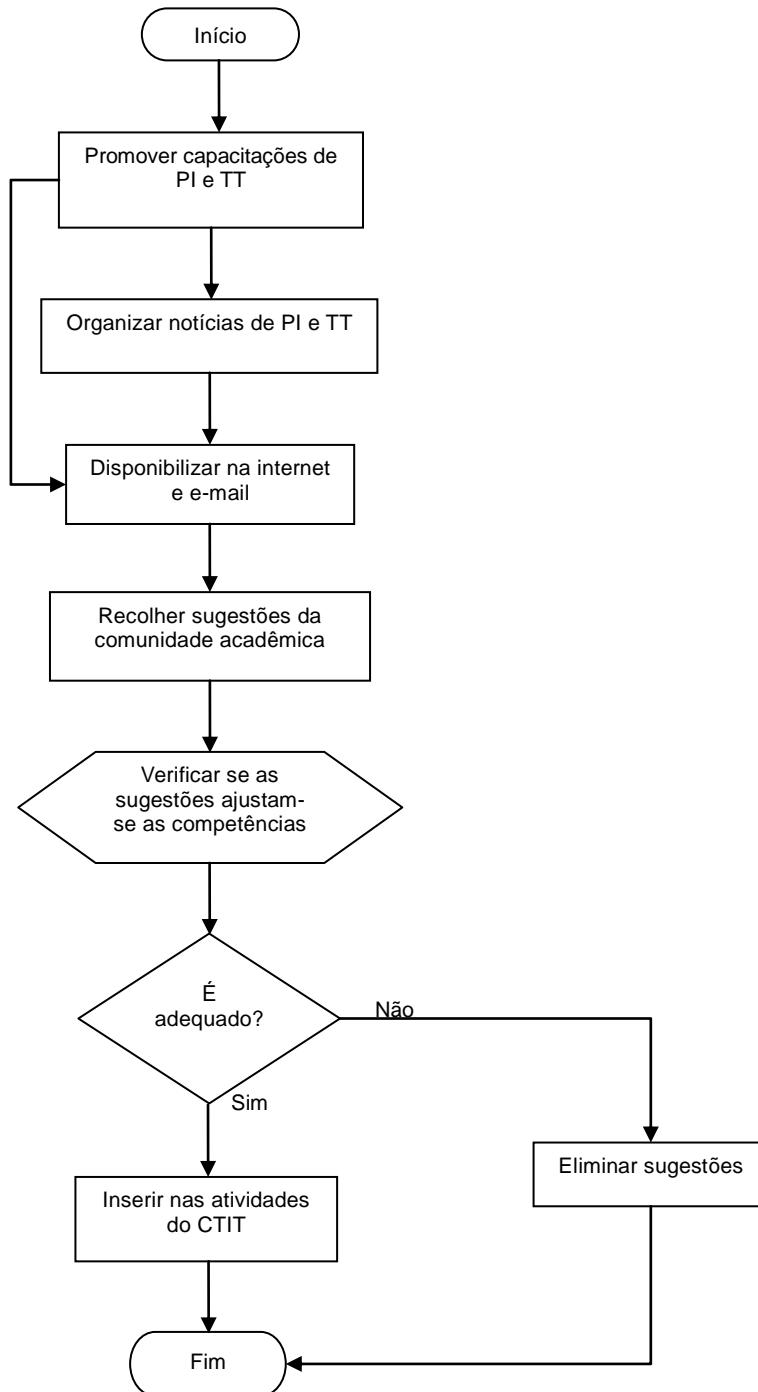 Início
Promover capacitações de
PI e TT
Organizar notícias de PI e TT
Disponibilizar na internet
e e-mail
Recolher sugestões da
comunidade acadêmica
Verificar se as
sugestões ajustam-
se as competências
É
adequado?
Não
Sim
Eliminar sugestões
Inserir nas atividades
do CTIT
Fim